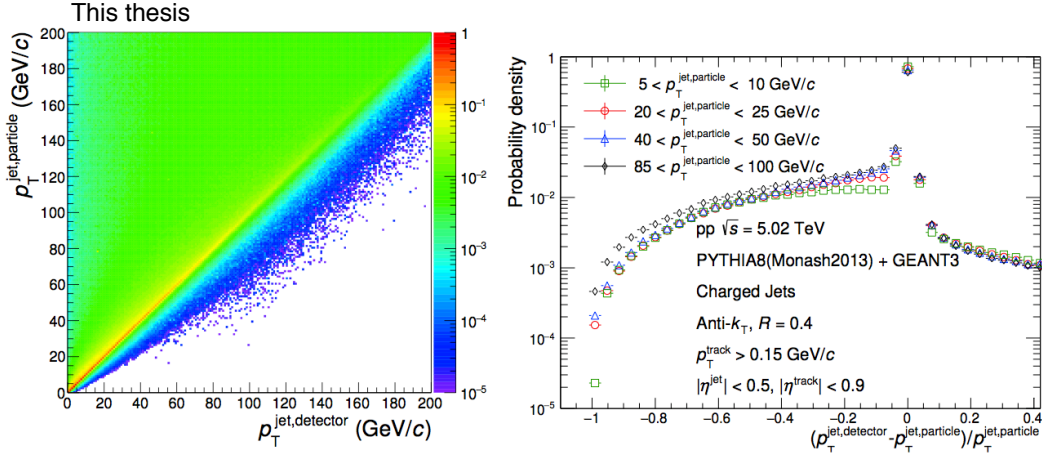 This thesis
p_T^jet,particle (GeV/c)
200
180
160
140
120
100
80
60
40
20
0
0 20 40 60 80 100 120 140 160 180 200
p_T^jet,detector (GeV/c)
1
10^-1
10^-2
10^-3
10^-4
10^-5
Probability density
1
10^-1
10^-2
10^-3
10^-4
10^-5
5 < p_T^jet,particle < 10 GeV/c
20 < p_T^jet,particle < 25 GeV/c
40 < p_T^jet,particle < 50 GeV/c
85 < p_T^jet,particle < 100 GeV/c
pp √s = 5.02 TeV
PYTHIA8(Monash2013) + GEANT3
Charged Jets
Anti-k_T, R = 0.4
p_T^track > 0.15 GeV/c
|η^jet| < 0.5, |η^track| < 0.9
−1 −0.8 −0.6 −0.4 −0.2 0 0.2 0.4
(p_T^jet,detector-p_T^jet,particle)/p_T^jet,particle